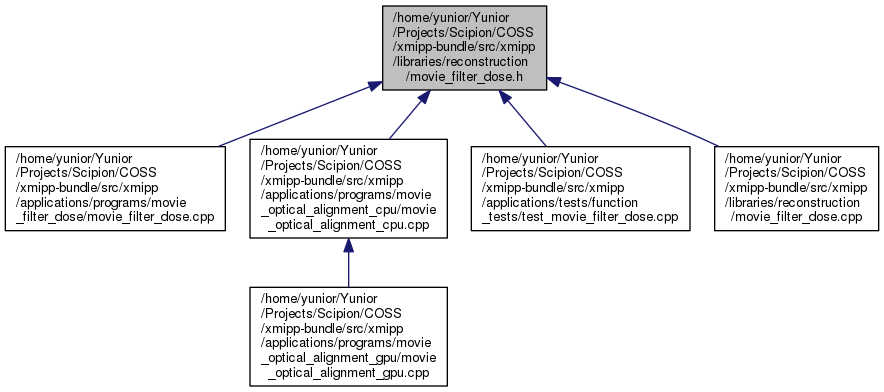 /home/yunior/Yunior
/Projects/Scipion/COSS
/xmipp-bundle/src/xmipp
/libraries/reconstruction
/movie_filter_dose.h
/home/yunior/Yunior
/Projects/Scipion/COSS
/xmipp-bundle/src/xmipp
/applications/programs/movie
_filter_dose/movie_filter_dose.cpp
/home/yunior/Yunior
/Projects/Scipion/COSS
/xmipp-bundle/src/xmipp
/applications/programs/movie
_optical_alignment_cpu/movie
_optical_alignment_cpu.cpp
/home/yunior/Yunior
/Projects/Scipion/COSS
/xmipp-bundle/src/xmipp
/applications/tests/function
_tests/test_movie_filter_dose.cpp
/home/yunior/Yunior
/Projects/Scipion/COSS
/xmipp-bundle/src/xmipp
/libraries/reconstruction
/movie_filter_dose.cpp
/home/yunior/Yunior
/Projects/Scipion/COSS
/xmipp-bundle/src/xmipp
/applications/programs/movie
_optical_alignment_gpu/movie
_optical_alignment_gpu.cpp